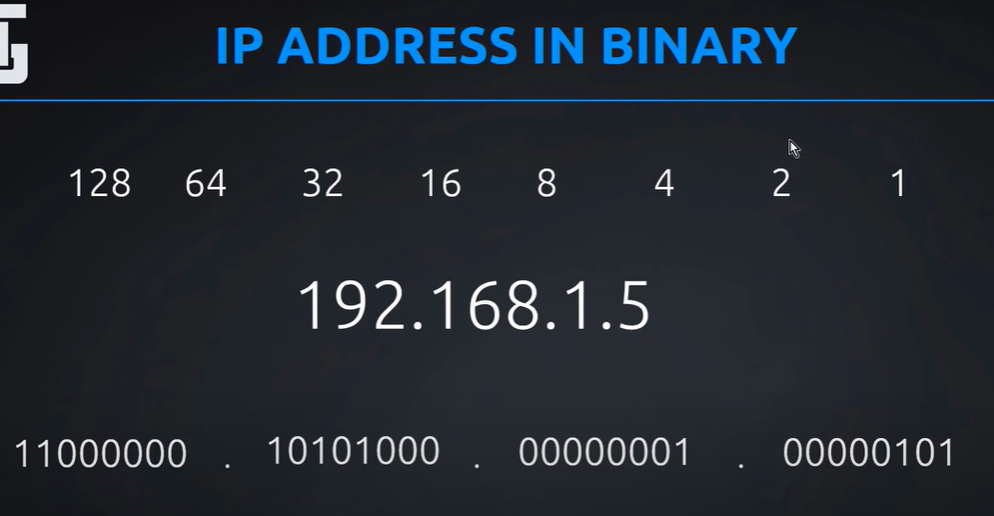 IP ADDRESS IN BINARY
128 64 32 16 8 4 2 1
192.168.1.5
11000000 . 10101000 . 00000001 . 00000101